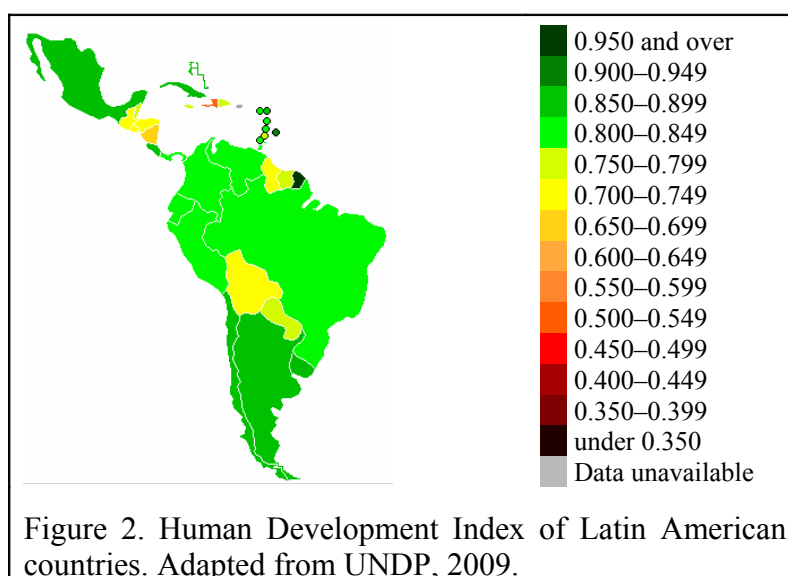 0.950 and over
0.900–0.949
0.850–0.899
0.800–0.849
0.750–0.799
0.700–0.749
0.650–0.699
0.600–0.649
0.550–0.599
0.500–0.549
0.450–0.499
0.400–0.449
0.350–0.399
under 0.350
Data unavailable
Figure 2. Human Development Index of Latin American
countries. Adapted from UNDP, 2009.